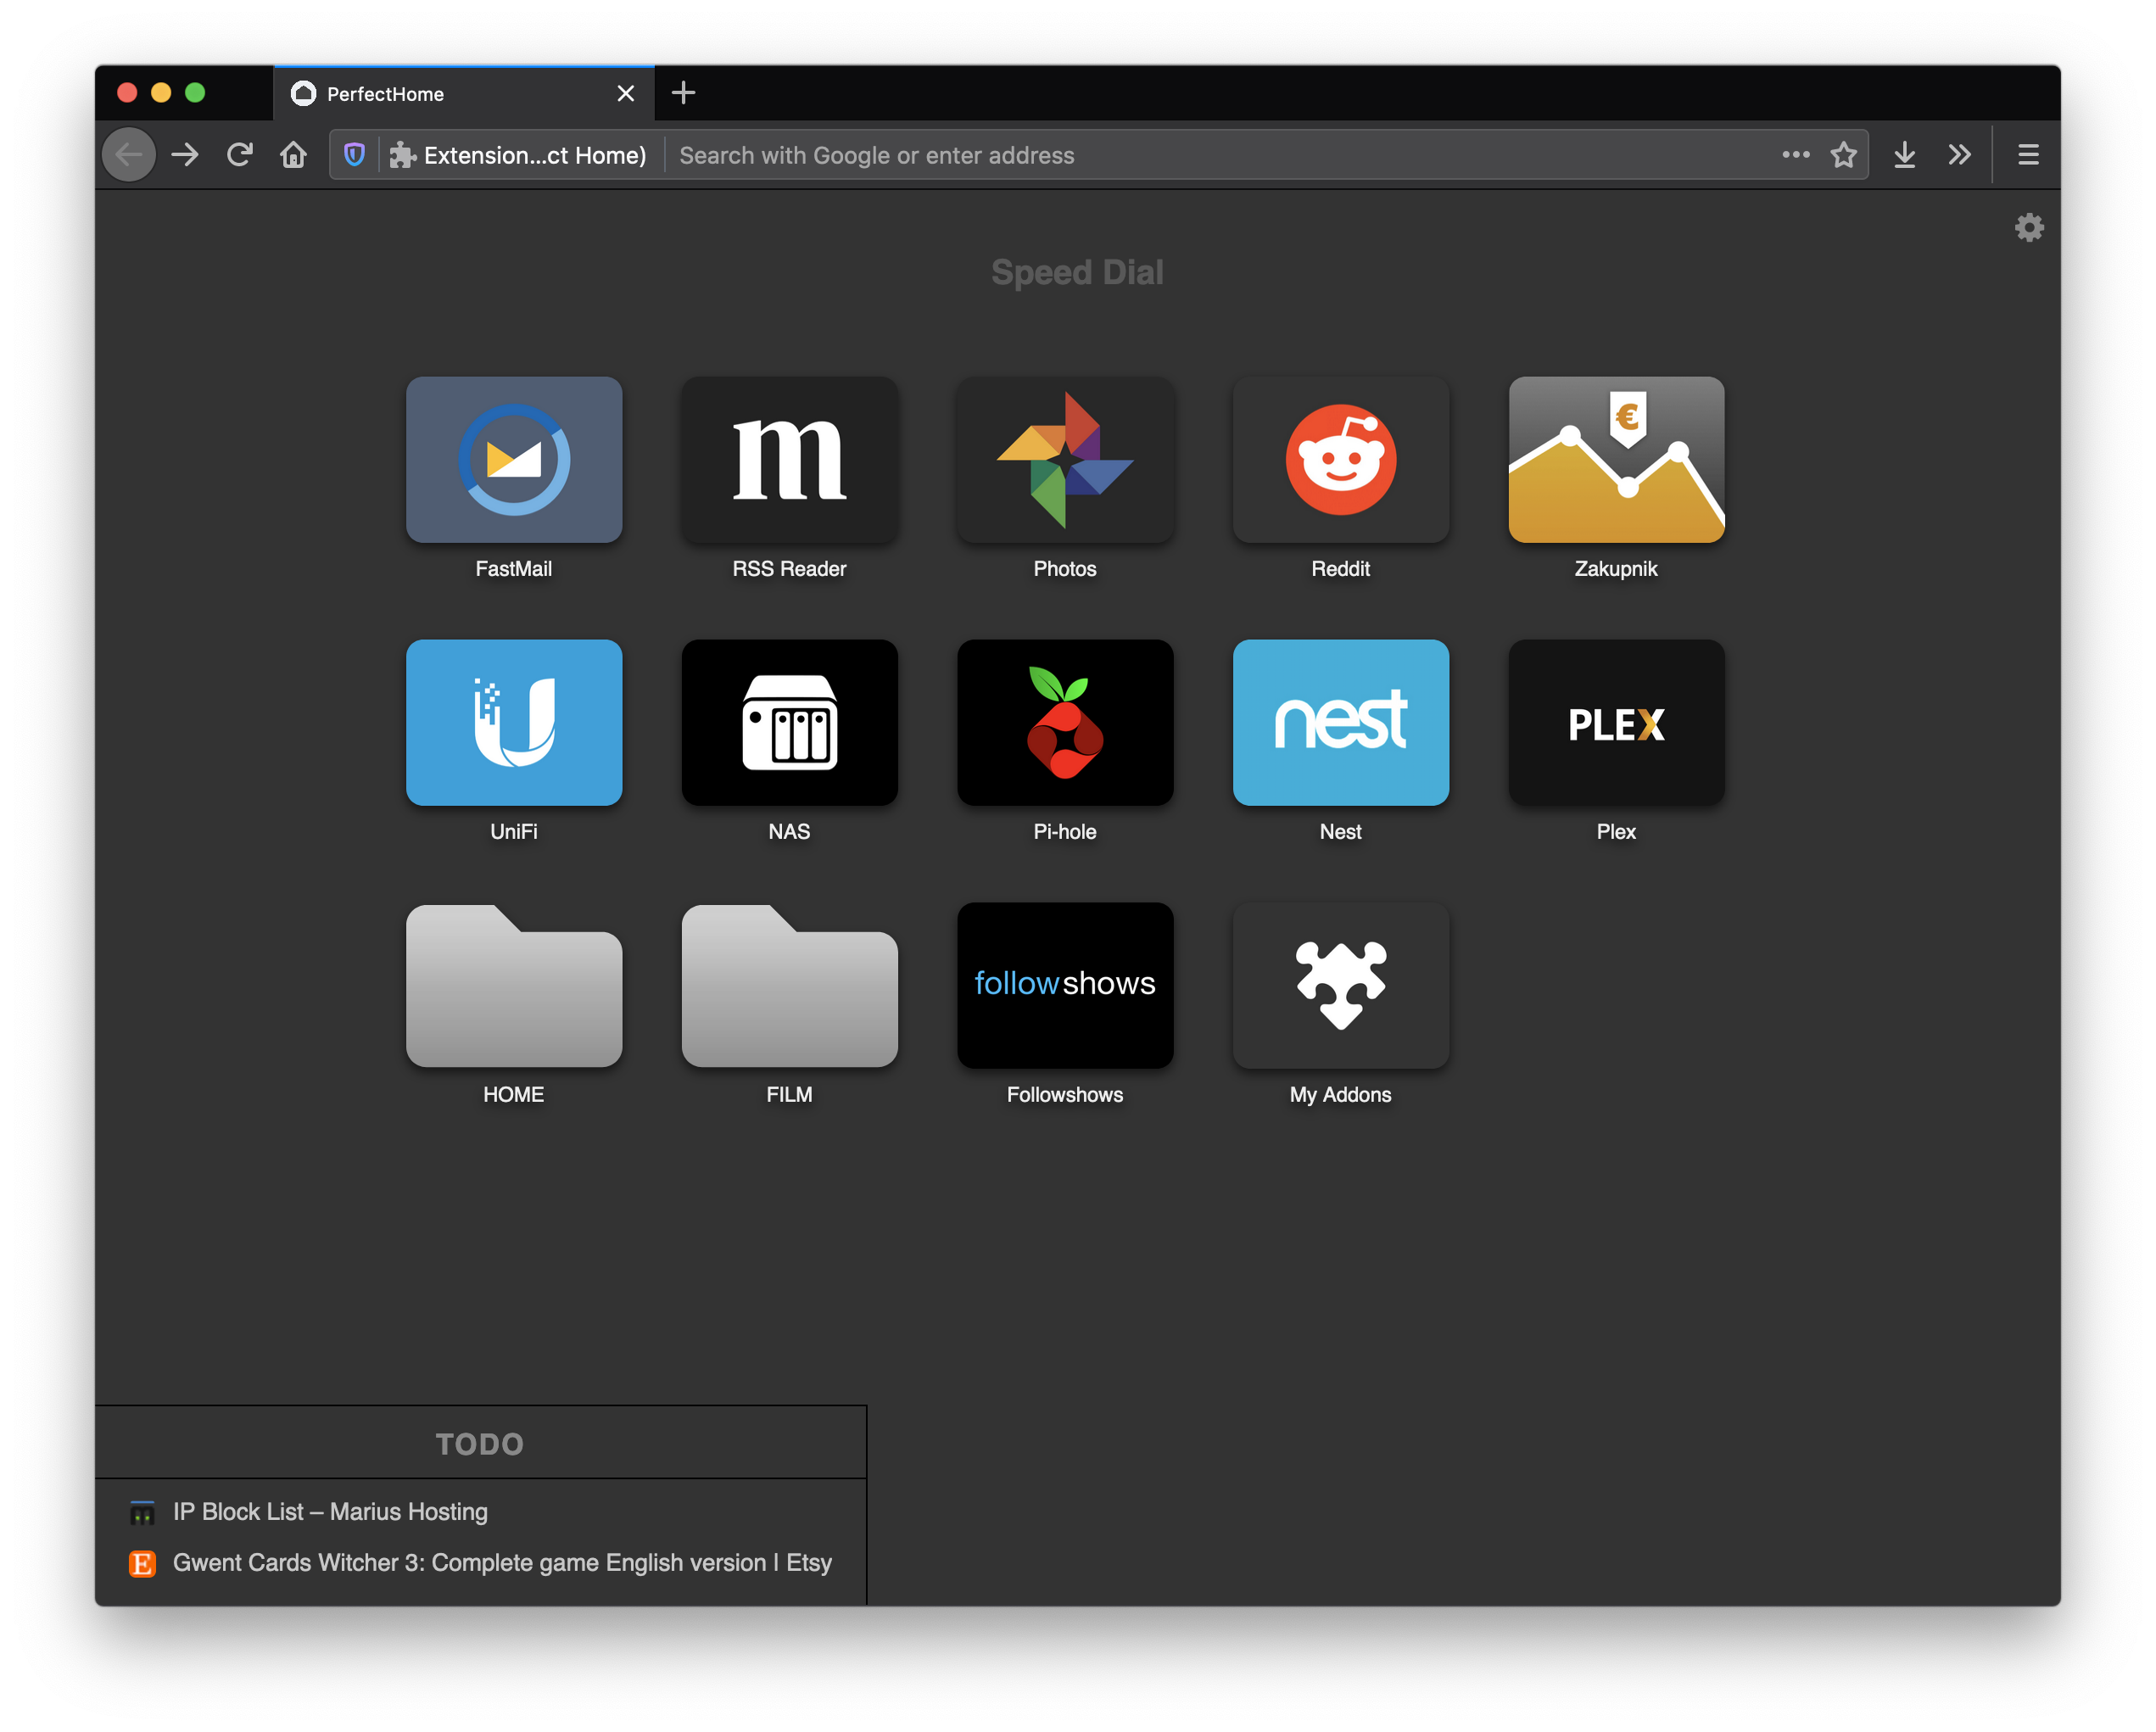 PerfectHome
Extension...ct Home) Search with Google or enter address
Speed Dial
m
€
FastMail RSS Reader Photos Reddit Zakupnik
U nest PLEX
UniFi NAS Pi-hole Nest Plex
followshows
HOME FILM Followshows My Addons
TODO
IP Block List – Marius Hosting
E Gwent Cards Witcher 3: Complete game English version | Etsy